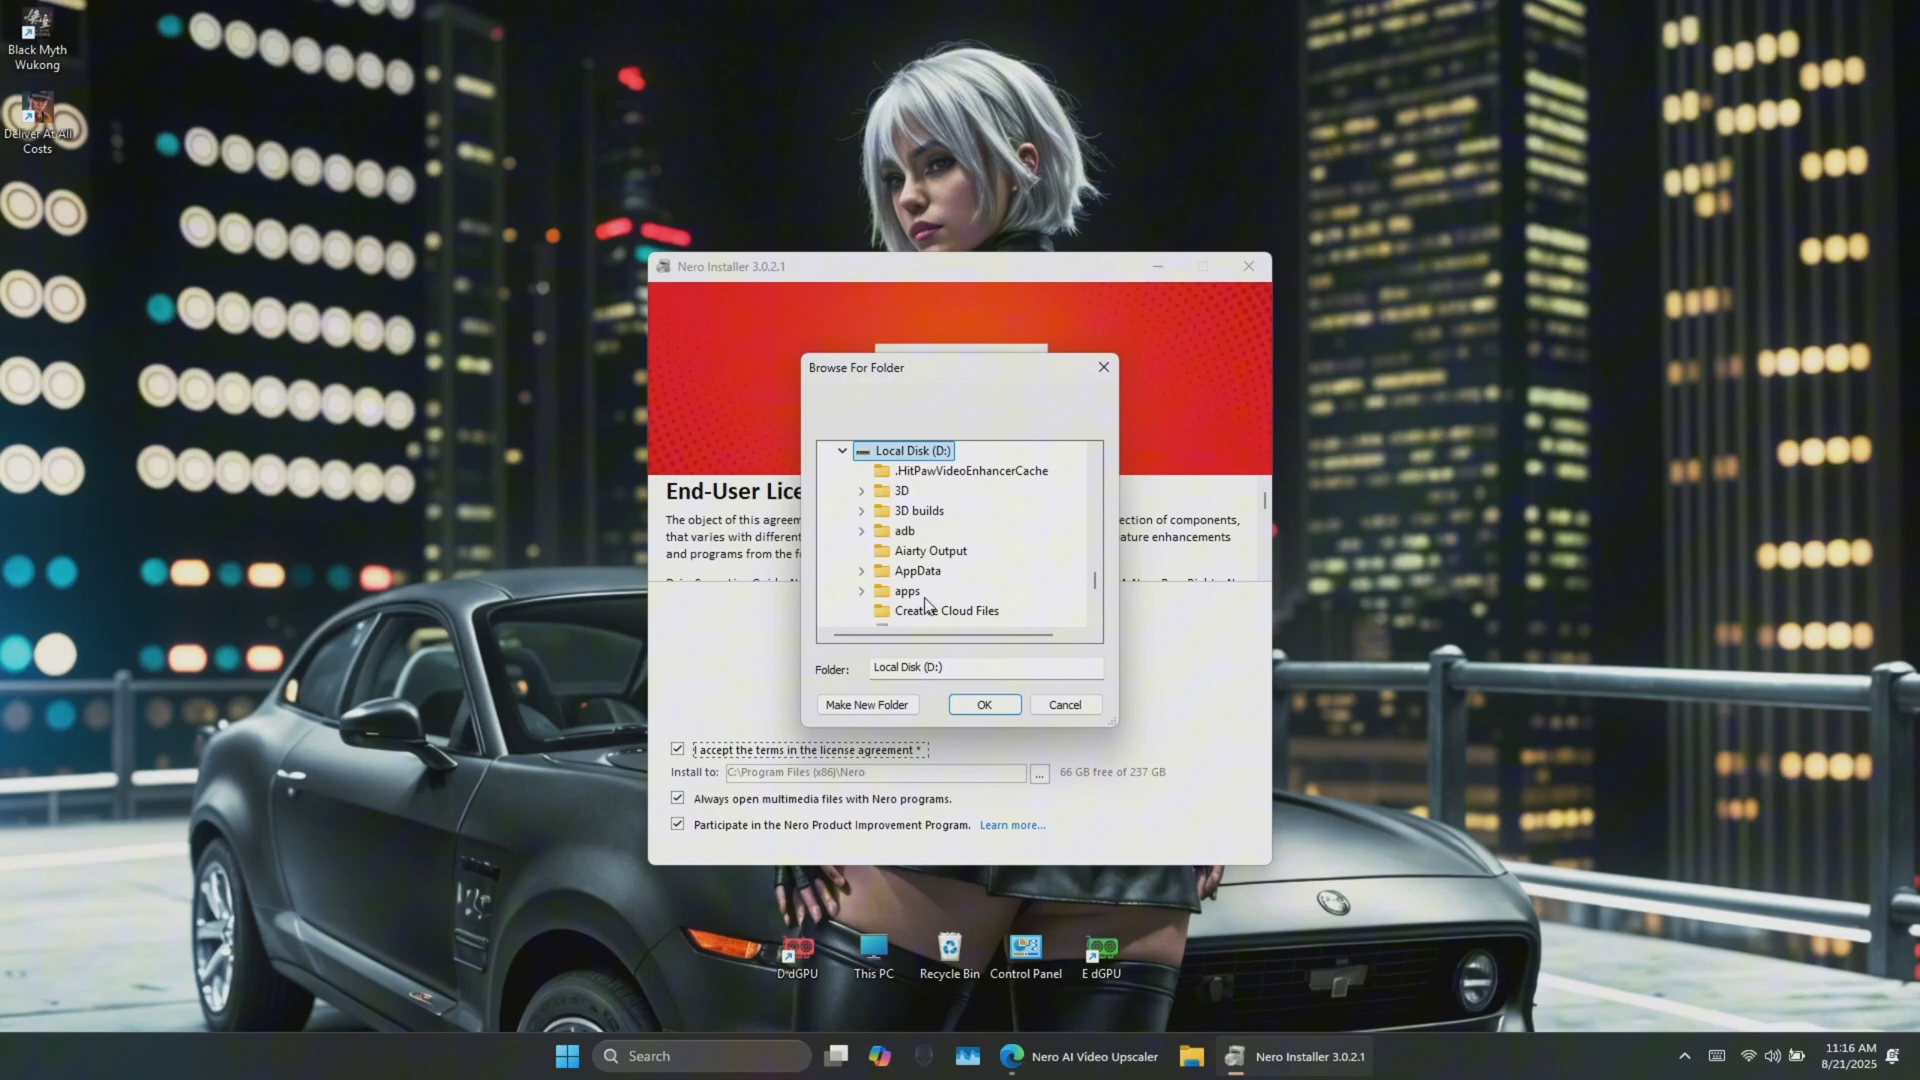 Black Myth
Wukong
Deliver At All
Costs
Nero Installer 3.0.2.1
Browse For Folder
Local Disk (D:)
.HitPawVideoEnhancerCache
3D
3D builds
adb
Aiarty Output
AppData
apps
Creative Cloud Files
Folder:
Local Disk (D:)
Make New Folder
OK
Cancel
End-User Lice
The object of this agreem
ection of components,
that varies with different
ature enhancements
and programs from the f
I accept the terms in the license agreement *
Install to:
C:\Program Files (x86)\Nero
...
66 GB free of 237 GB
Always open multimedia files with Nero programs.
Participate in the Nero Product Improvement Program. Learn more...
D dGPU
This PC
Recycle Bin
Control Panel
E dGPU
Search
Nero AI Video Upscaler
Nero Installer 3.0.2.1
11:16 AM
8/21/2025